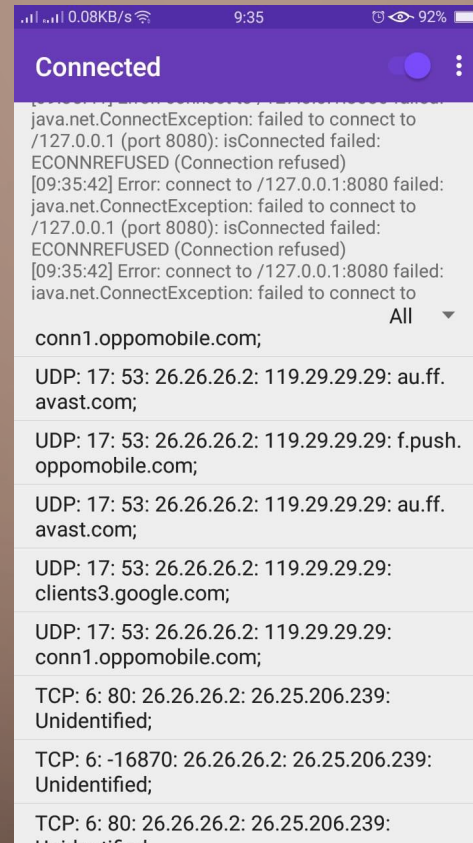 0.08KB/s 9:35 92%
Connected
java.net.ConnectException: failed to connect to
/127.0.0.1 (port 8080): isConnected failed:
ECONNREFUSED (Connection refused)
[09:35:42] Error: connect to /127.0.0.1:8080 failed:
java.net.ConnectException: failed to connect to
/127.0.0.1 (port 8080): isConnected failed:
ECONNREFUSED (Connection refused)
[09:35:42] Error: connect to /127.0.0.1:8080 failed:
java.net.ConnectException: failed to connect to
All
conn1.oppomobile.com;
UDP: 17: 53: 26.26.26.2: 119.29.29.29: au.ff.
avast.com;
UDP: 17: 53: 26.26.26.2: 119.29.29.29: f.push.
oppomobile.com;
UDP: 17: 53: 26.26.26.2: 119.29.29.29: au.ff.
avast.com;
UDP: 17: 53: 26.26.26.2: 119.29.29.29:
clients3.google.com;
UDP: 17: 53: 26.26.26.2: 119.29.29.29:
conn1.oppomobile.com;
TCP: 6: 80: 26.26.26.2: 26.25.206.239:
Unidentified;
TCP: 6: -16870: 26.26.26.2: 26.25.206.239:
Unidentified;
TCP: 6: 80: 26.26.26.2: 26.25.206.239: